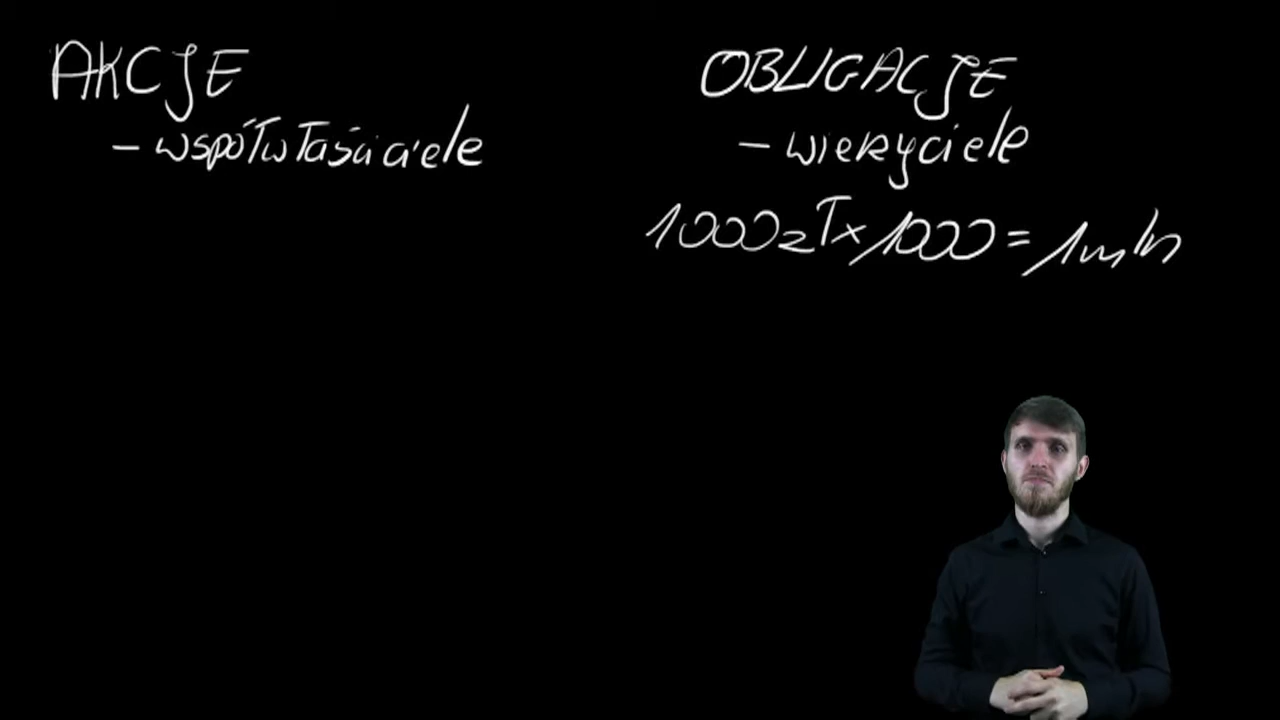 AKCJE
- współwłaściciele
OBLIGACJE
- wierzyciele
1000zł x 1000 = 1mln